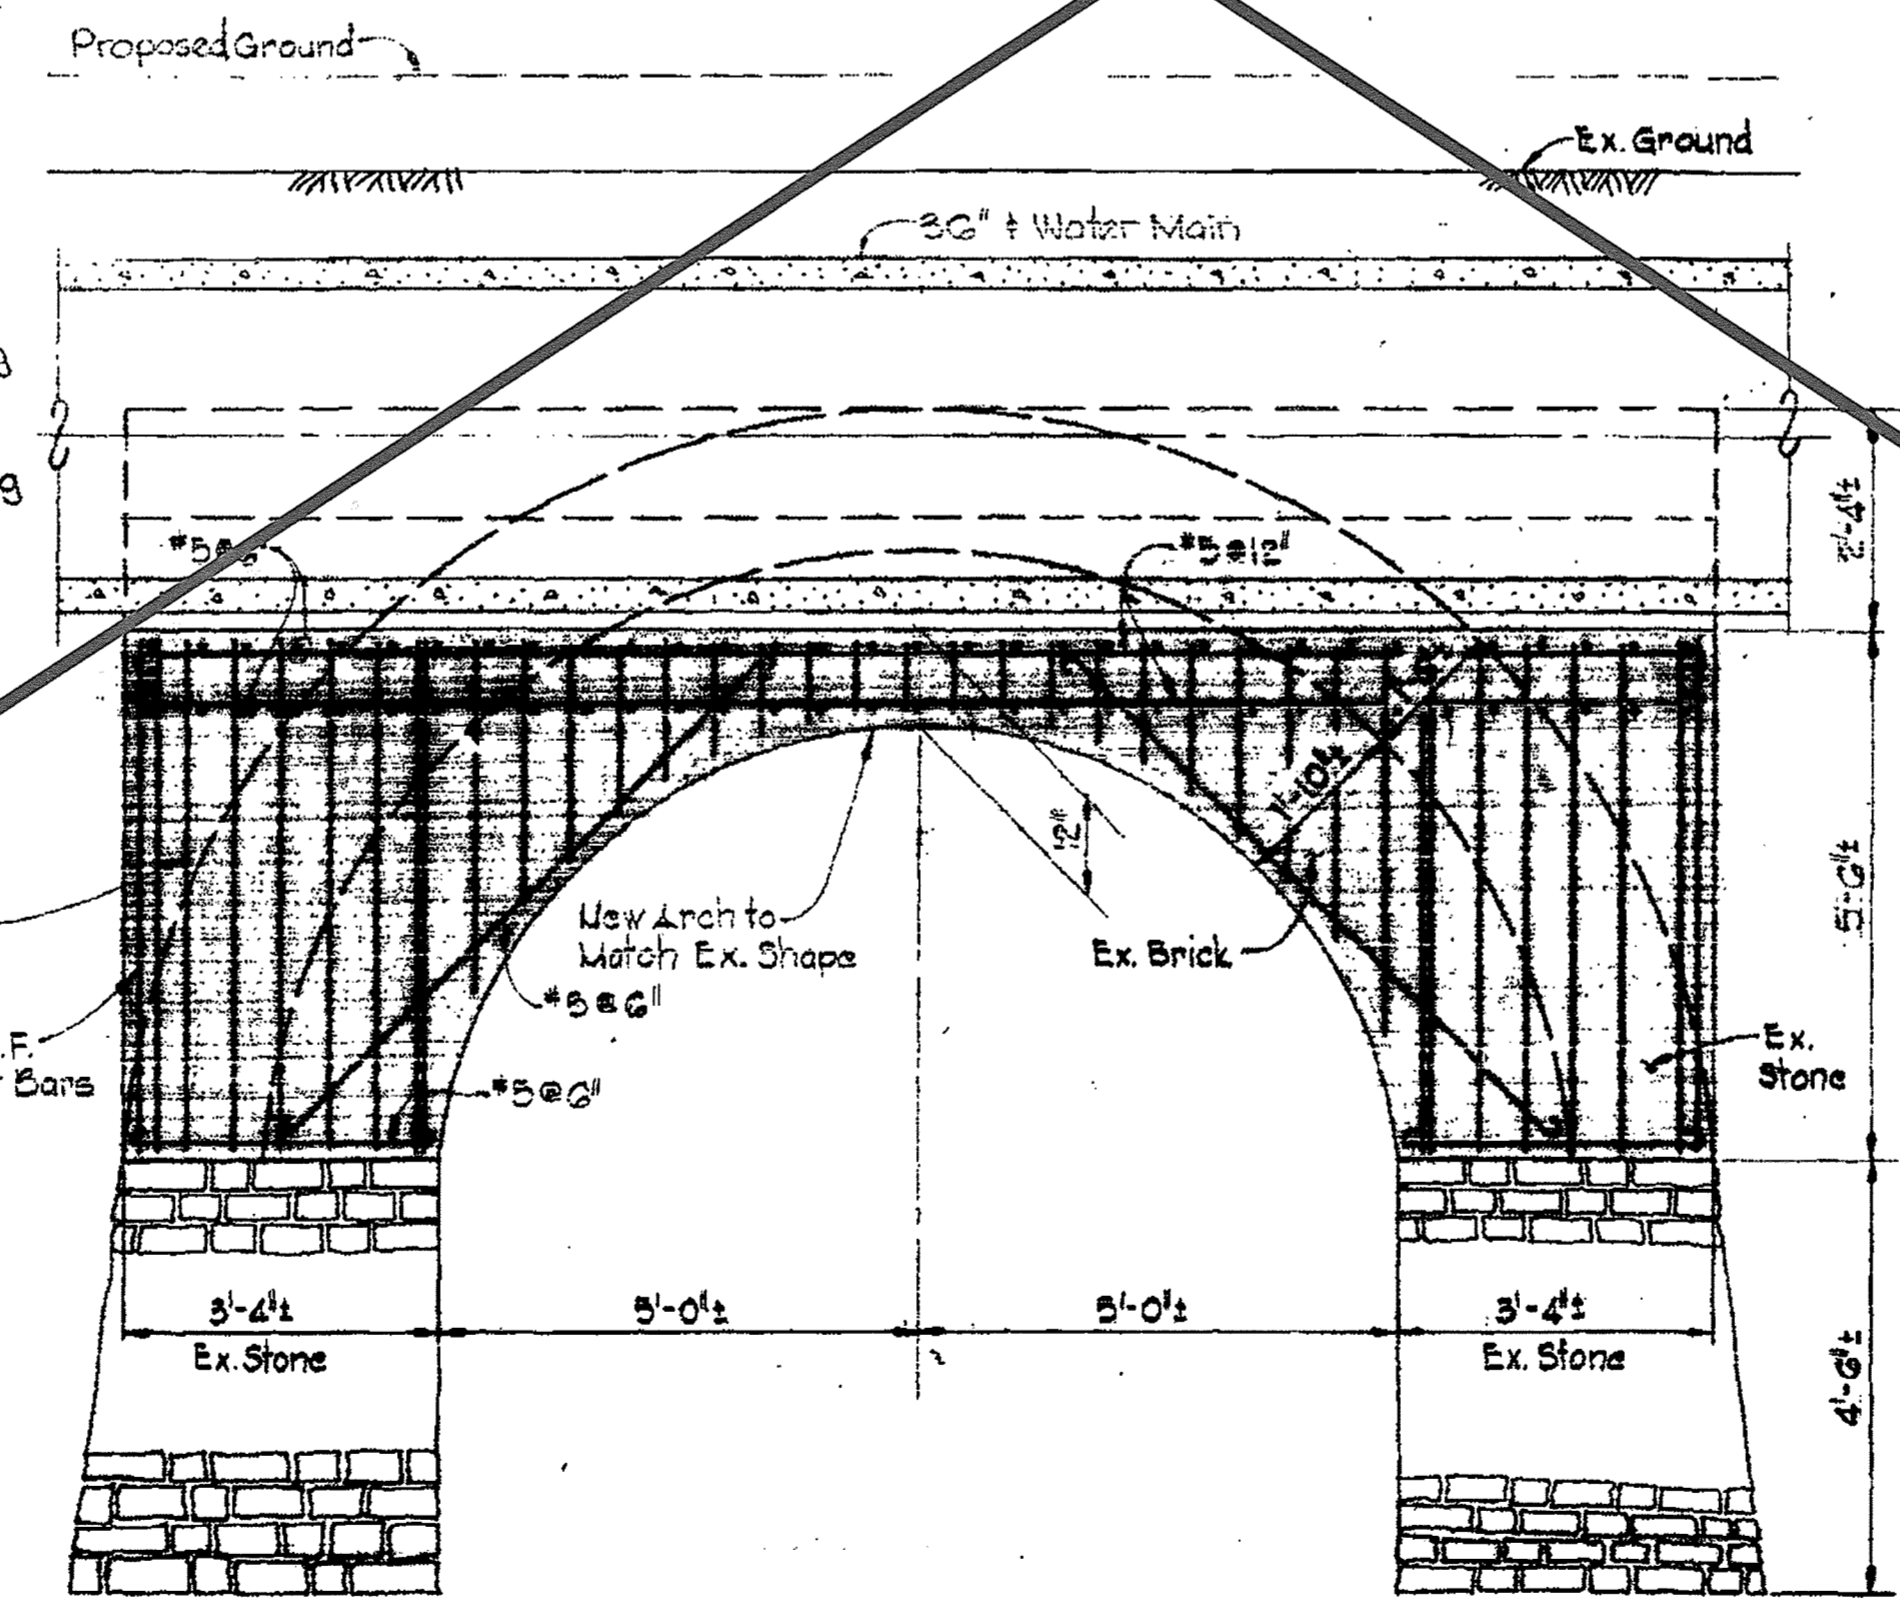 Proposed Ground
Ex. Ground
36" ± Water Main
2'-4"±
#5@6"
#5@12"
1'-10"±
12"
5'-6"±
New Arch to
Match Ex. Shape
Ex. Brick
#5@6"
.F.
Bars
#5@6"
Ex.
Stone
3'-4"±
5'-0"±
5'-0"±
3'-4"±
Ex. Stone
Ex. Stone
4'-6"±